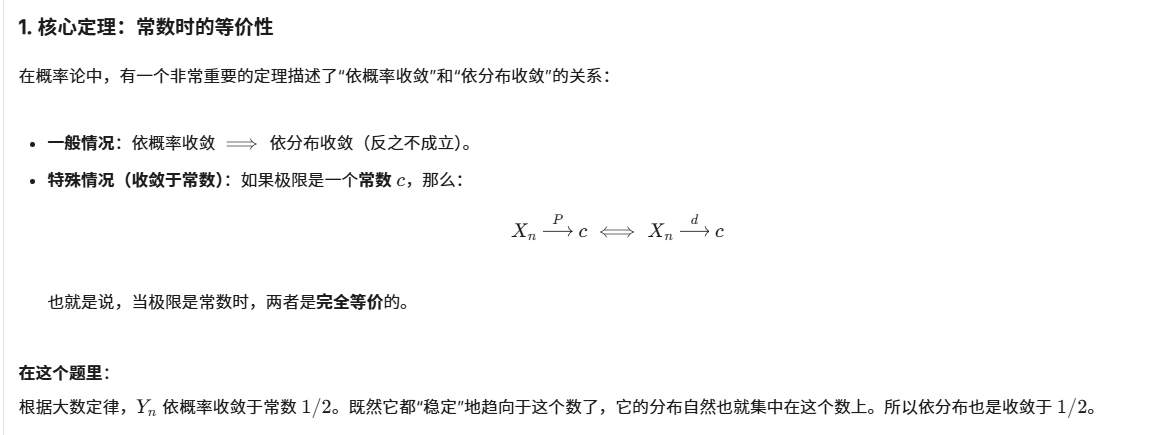 1. 核心定理：常数时的等价性
在概率论中，有一个非常重要的定理描述了“依概率收敛”和“依分布收敛”的关系：
• 一般情况：依概率收敛 ⟹ 依分布收敛（反之不成立）。
• 特殊情况（收敛于常数）：如果极限是一个常数 c，那么：
Xₙ —P→ c ⟺ Xₙ —d→ c
也就是说，当极限是常数时，两者是完全等价的。
在这个题里：
根据大数定律，Yₙ 依概率收敛于常数 1/2。既然它都“稳定”地趋向于这个数了，它的分布自然也就集中在这个数上。所以依分布也是收敛于 1/2。